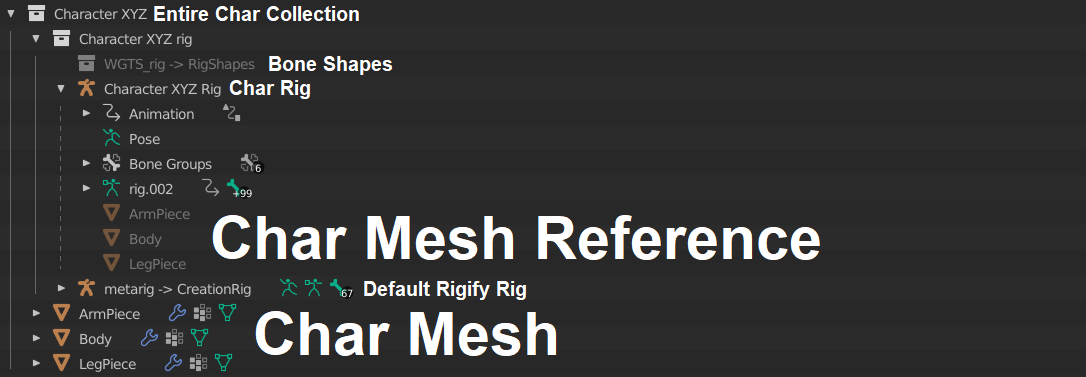 Character XYZ Entire Char Collection
Character XYZ rig
WGTS_rig -> RigShapes Bone Shapes
Character XYZ Rig Char Rig
Animation
Pose
Bone Groups 6
rig.002 +99
ArmPiece
Body
LegPiece
Char Mesh Reference
metarig -> CreationRig 67 Default Rigify Rig
ArmPiece
Body
LegPiece
Char Mesh